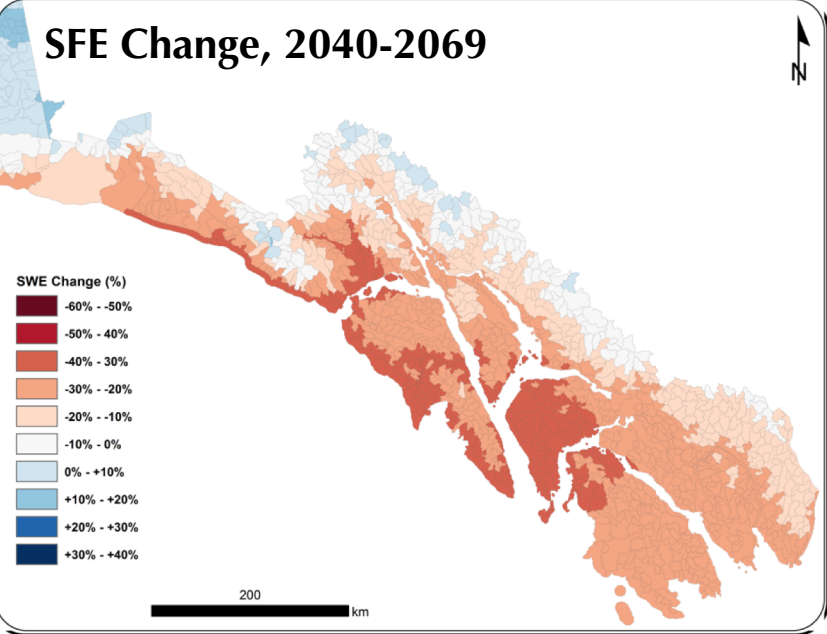 SFE Change, 2040-2069
N
SWE Change (%)
-60% - -50%
-50% - 40%
-40% - 30%
-30% - -20%
-20% - -10%
-10% - 0%
0% - +10%
+10% - +20%
+20% - +30%
+30% - +40%
200
km